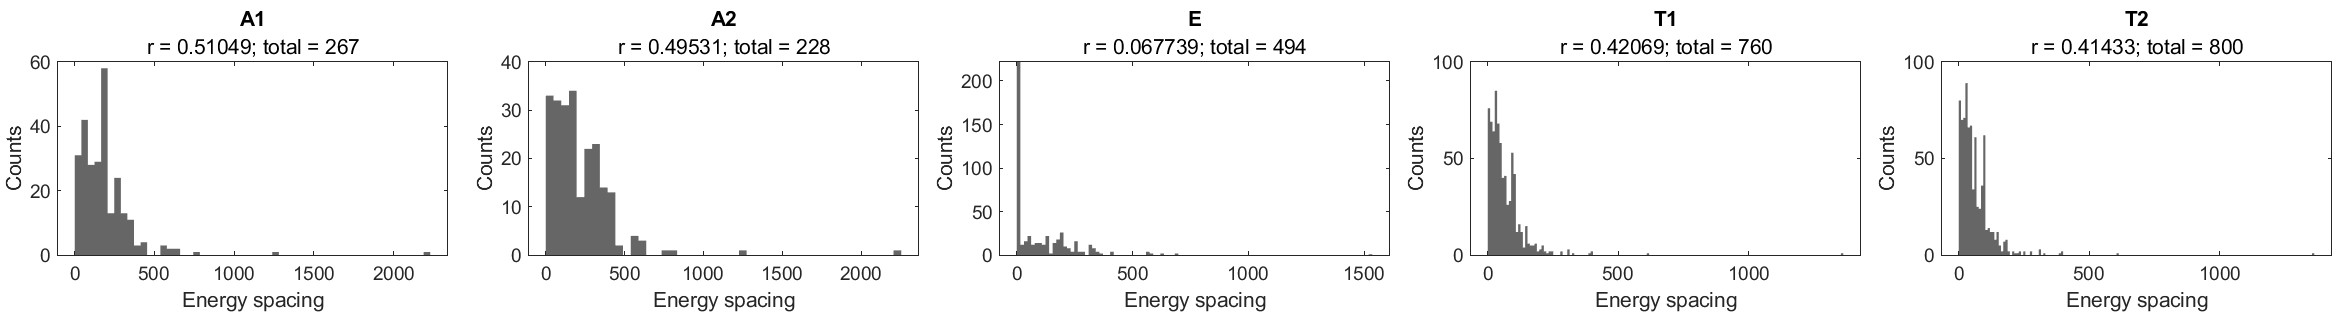 A1
r = 0.51049; total = 267
60
40
20
0
Counts
0 500 1000 1500 2000
Energy spacing
A2
r = 0.49531; total = 228
40
30
20
10
0
Counts
0 500 1000 1500 2000
Energy spacing
E
r = 0.067739; total = 494
200
150
100
50
0
Counts
0 500 1000 1500
Energy spacing
T1
r = 0.42069; total = 760
100
50
0
Counts
0 500 1000
Energy spacing
T2
r = 0.41433; total = 800
100
50
0
Counts
0 500 1000
Energy spacing